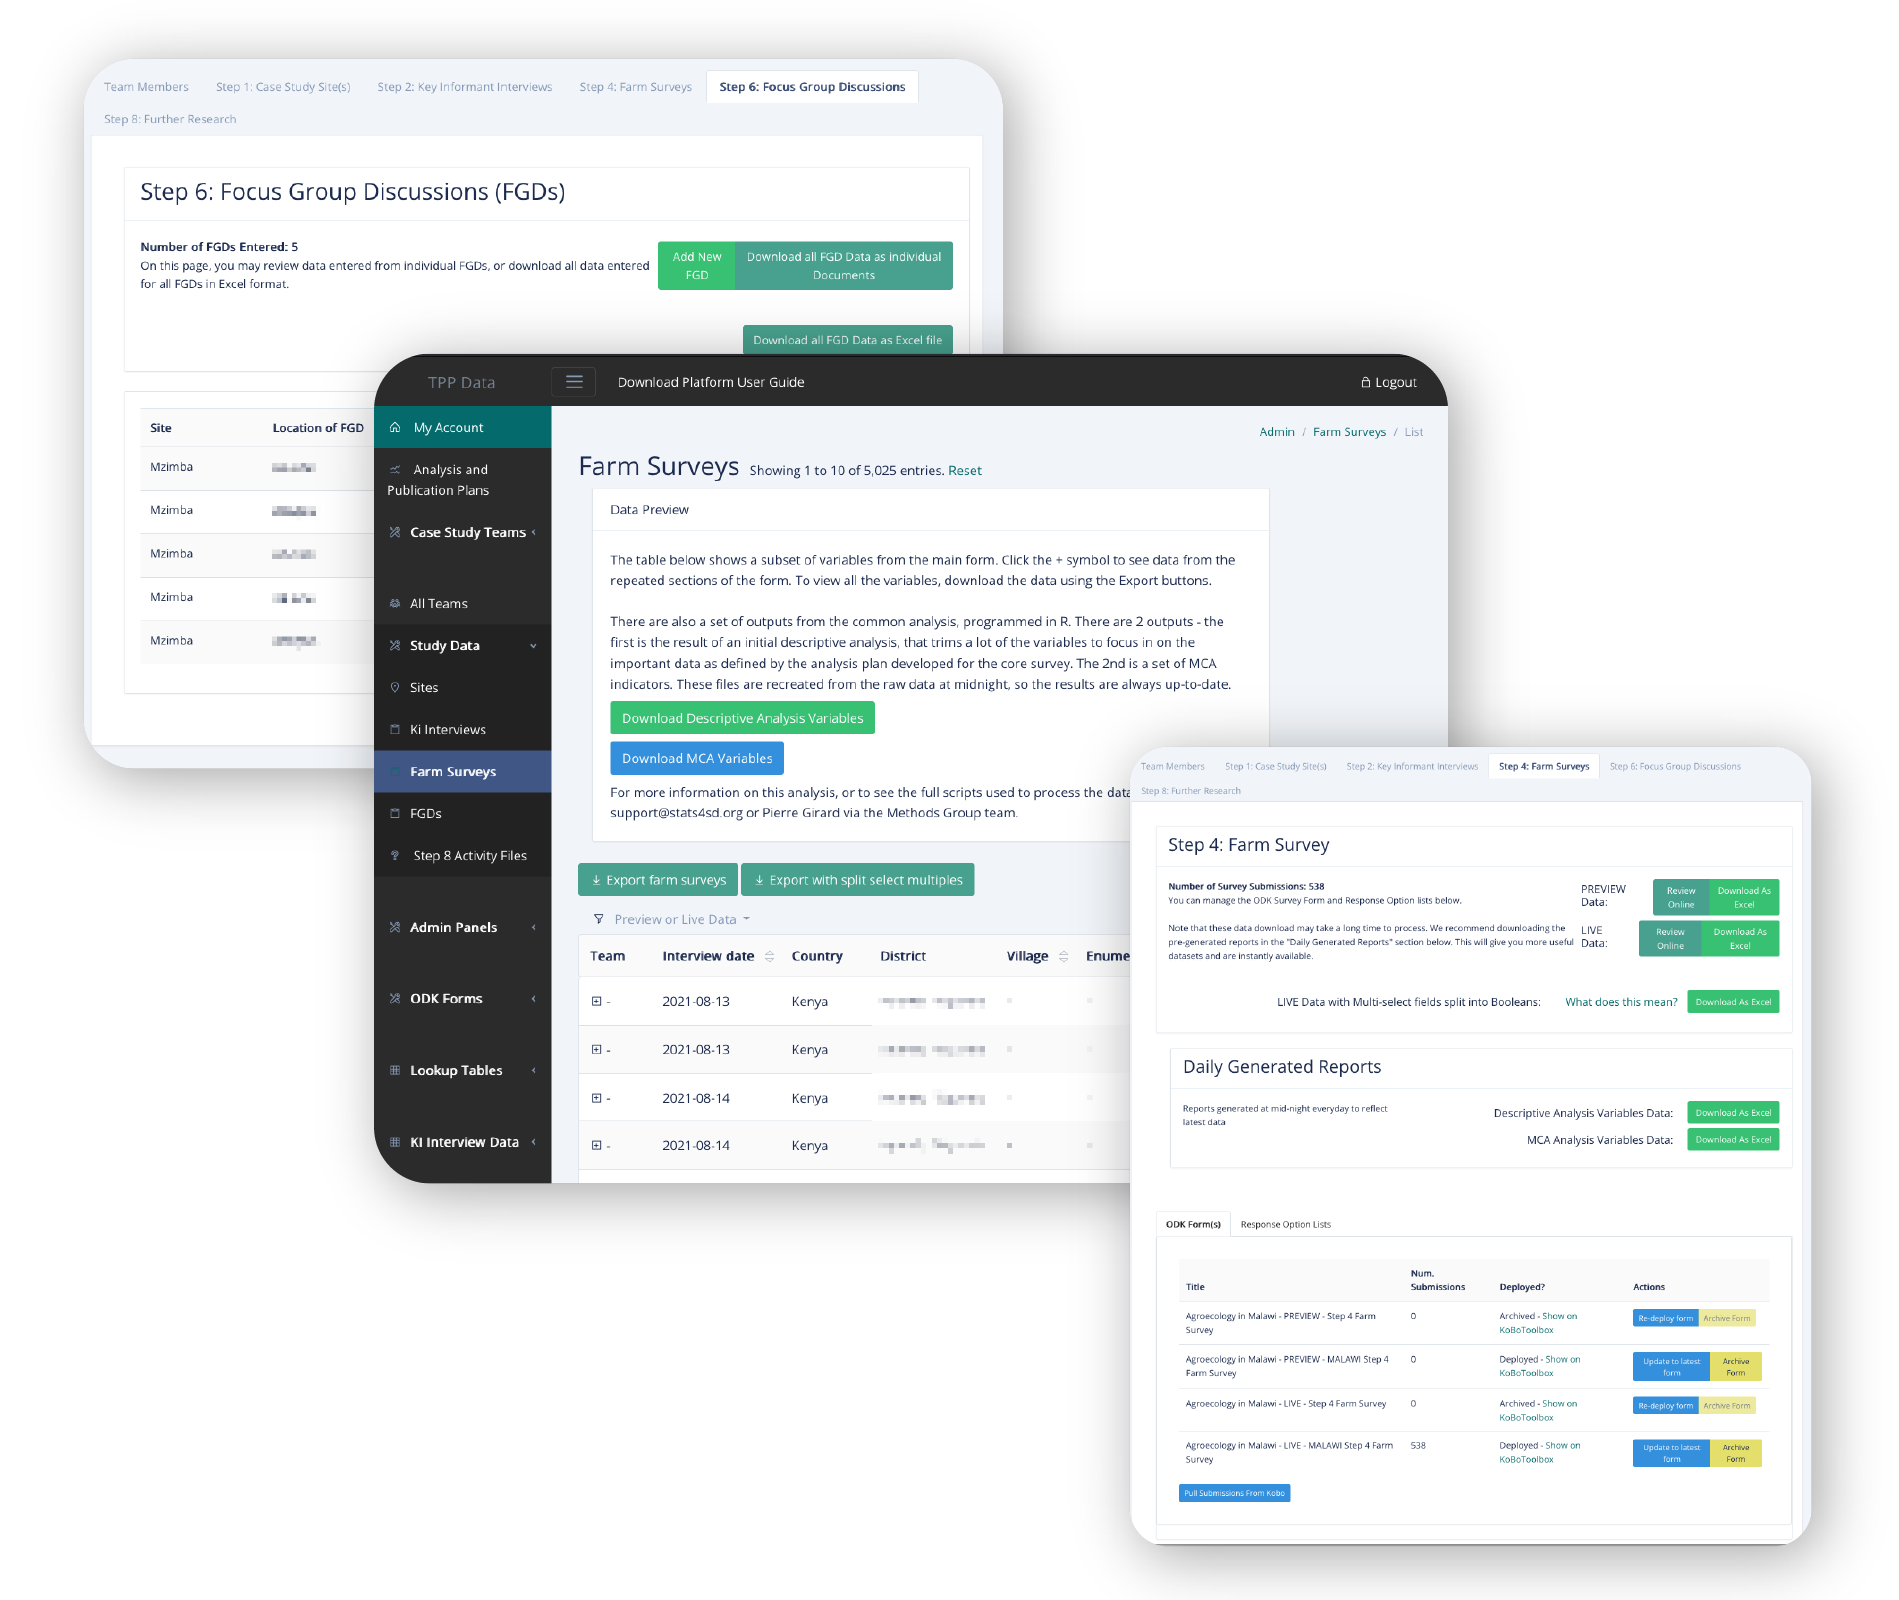 Team Members Step 1: Case Study Site(s) Step 2: Key Informant Interviews Step 4: Farm Surveys Step 6: Focus Group Discussions
Step 8: Further Research
Step 6: Focus Group Discussions (FGDs)
Number of FGDs Entered: 5
On this page, you may review data entered from individual FGDs, or download all data entered
for all FGDs in Excel format.
Add New
FGD
Download all FGD Data as individual
Documents
Download all FGD Data as Excel file
Site Location of FGD
Mzimba
Mzimba
Mzimba
Mzimba
Mzimba
TPP Data Download Platform User Guide Logout
My Account
Analysis and
Publication Plans
Case Study Teams
All Teams
Study Data
Sites
Ki Interviews
Farm Surveys
FGDs
Step 8 Activity Files
Admin Panels
ODK Forms
Lookup Tables
KI Interview Data
Admin / Farm Surveys / List
Farm Surveys Showing 1 to 10 of 5,025 entries. Reset
Data Preview
The table below shows a subset of variables from the main form. Click the + symbol to see data from the
repeated sections of the form. To view all the variables, download the data using the Export buttons.
There are also a set of outputs from the common analysis, programmed in R. There are 2 outputs - the
first is the result of an initial descriptive analysis, that trims a lot of the variables to focus in on the
important data as defined by the analysis plan developed for the core survey. The 2nd is a set of MCA
indicators. These files are recreated from the raw data at midnight, so the results are always up-to-date.
Download Descriptive Analysis Variables
Download MCA Variables
For more information on this analysis, or to see the full scripts used to process the data
support@stats4sd.org or Pierre Girard via the Methods Group team.
Export farm surveys Export with split select multiples
Preview or Live Data
Team Interview date Country District Village Enume
- 2021-08-13 Kenya
- 2021-08-13 Kenya
- 2021-08-14 Kenya
- 2021-08-14 Kenya
Team Members Step 1: Case Study Site(s) Step 2: Key Informant Interviews Step 4: Farm Surveys Step 6: Focus Group Discussions
Step 8: Further Research
Step 4: Farm Survey
Number of Survey Submissions: 538
You can manage the ODK Survey Form and Response Option lists below.
Note that these data download may take a long time to process. We recommend downloading the
pre-generated reports in the "Daily Generated Reports" section below. This will give you more useful
datasets and are instantly available.
PREVIEW
Data:
Review
Online
Download As
Excel
LIVE
Data:
Review
Online
Download As
Excel
LIVE Data with Multi-select fields split into Booleans: What does this mean? Download As Excel
Daily Generated Reports
Reports generated at mid-night everyday to reflect
latest data
Descriptive Analysis Variables Data: Download As Excel
MCA Analysis Variables Data: Download As Excel
ODK Form(s) Response Option Lists
Title Num. Submissions Deployed? Actions
Agroecology in Malawi - PREVIEW - Step 4 Farm 0 Archived - Show on Re-deploy form Archive Form
Survey KoBoToolbox
Agroecology in Malawi - PREVIEW - MALAWI Step 4 0 Deployed - Show on Update to latest Archive
Farm Survey KoBoToolbox form Form
Agroecology in Malawi - LIVE - Step 4 Farm Survey 0 Archived - Show on Re-deploy form Archive Form
KoBoToolbox
Agroecology in Malawi - LIVE - MALAWI Step 4 Farm 538 Deployed - Show on Update to latest Archive
Survey KoBoToolbox form Form
Pull Submissions From Kobo